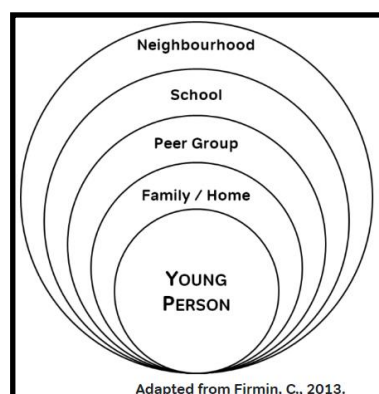 Neighbourhood
School
Peer Group
Family / Home
YOUNG
PERSON
Adapted from Firmin, C., 2013.